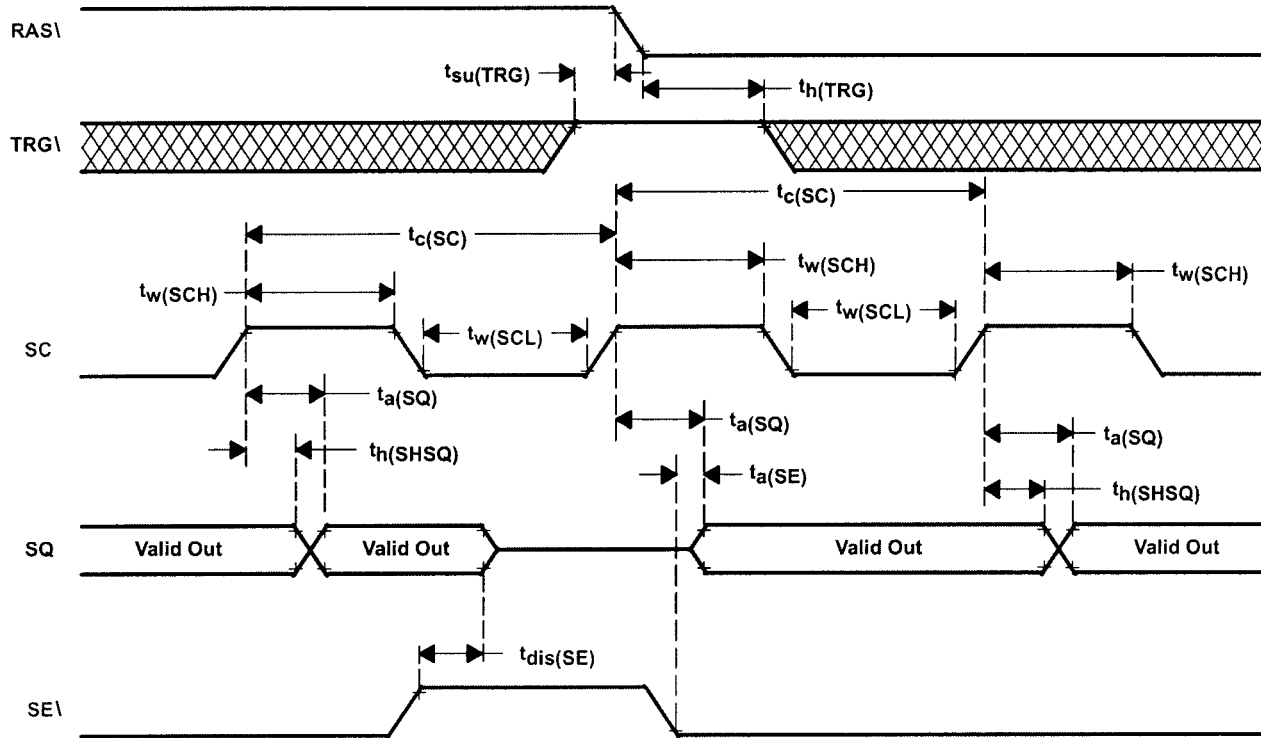 RAS\
tsu(TRG)
th(TRG)
TRG\
tc(SC)
tc(SC)
tw(SCH)
tw(SCH)
tw(SCH)
tw(SCL)
tw(SCL)
SC
ta(SQ)
ta(SQ)
ta(SQ)
th(SHSQ)
ta(SE)
th(SHSQ)
SQ
Valid Out
Valid Out
Valid Out
Valid Out
tdis(SE)
SE\